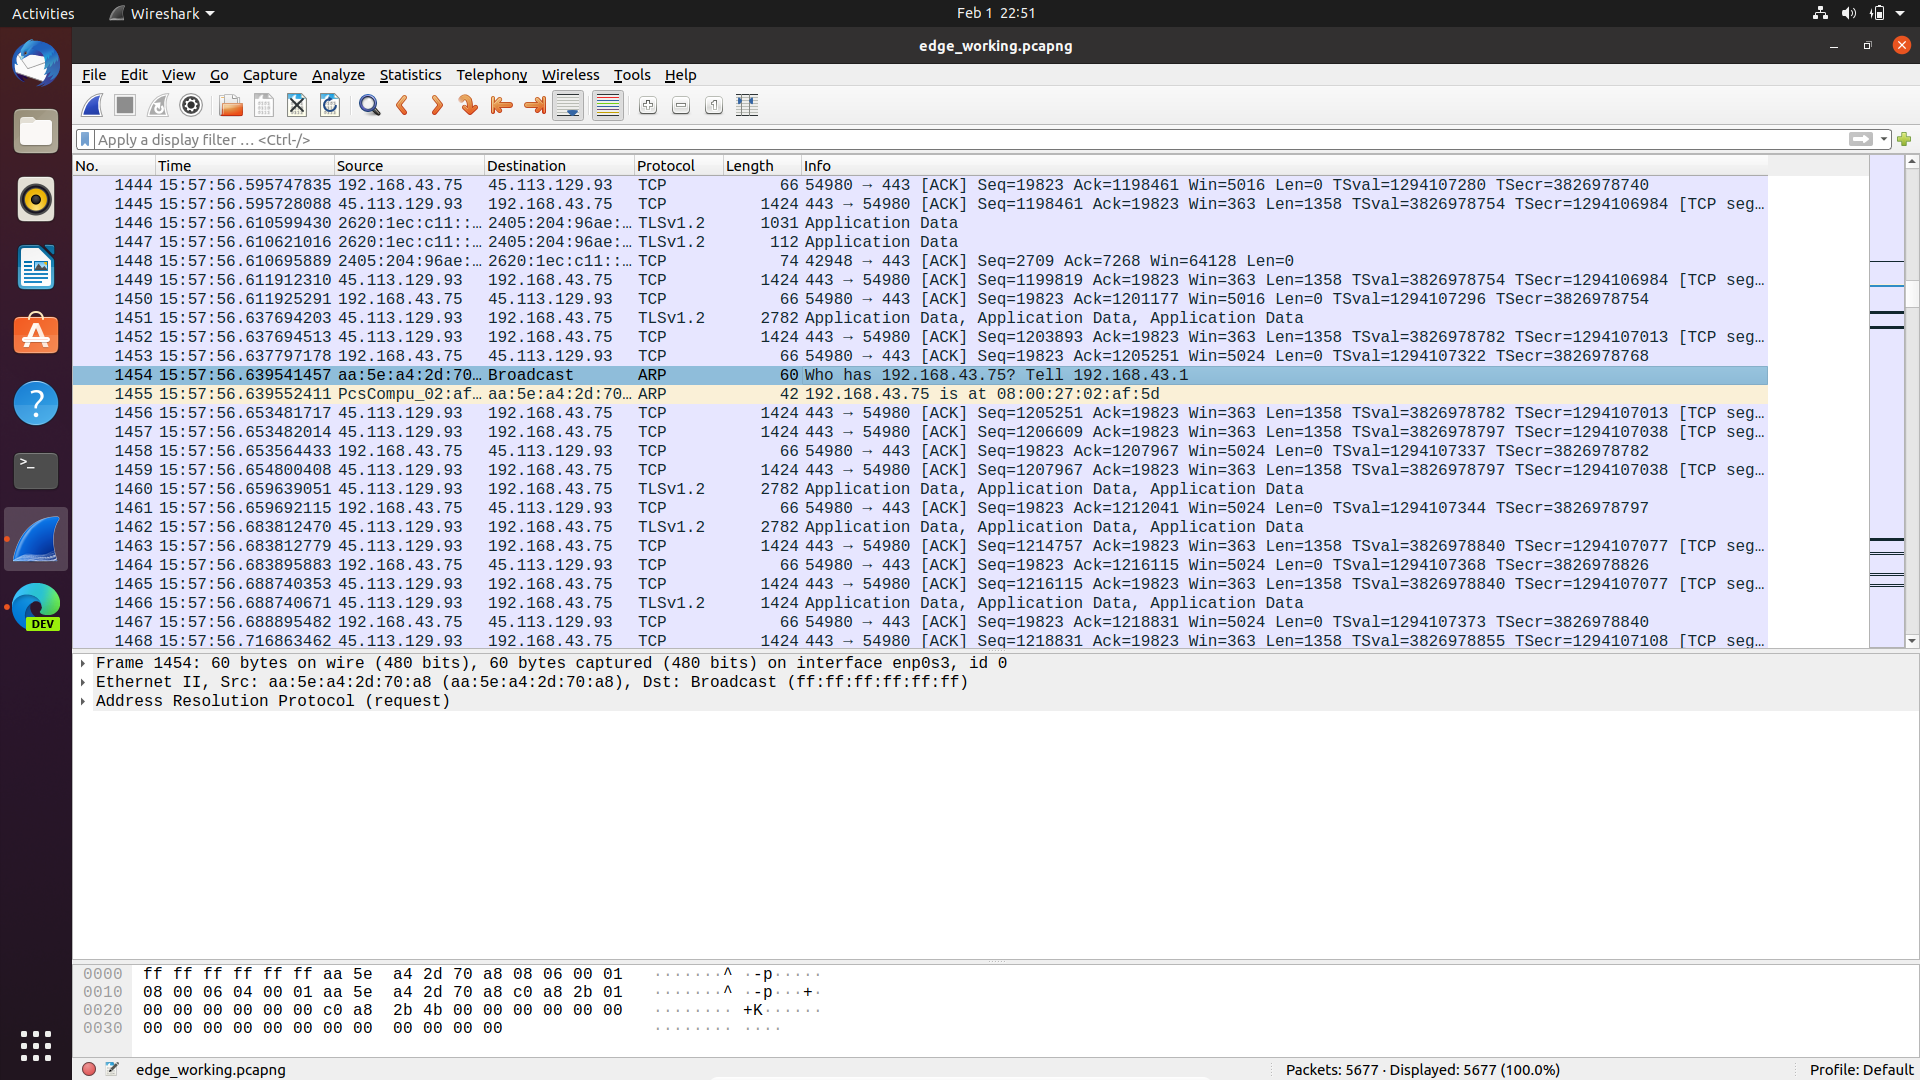 Activities Wireshark Feb 1 22:51
edge_working.pcapng
File Edit View Go Capture Analyze Statistics Telephony Wireless Tools Help
Apply a display filter … <Ctrl-/>
No. Time Source Destination Protocol Length Info
1444 15:57:56.595747835 192.168.43.75 45.113.129.93 TCP 66 54980 → 443 [ACK] Seq=19823 Ack=1198461 Win=5016 Len=0 TSval=1294107280 TSecr=3826978740
1445 15:57:56.595728088 45.113.129.93 192.168.43.75 TCP 1424 443 → 54980 [ACK] Seq=1198461 Ack=19823 Win=363 Len=1358 TSval=3826978754 TSecr=1294106984 [TCP seg…
1446 15:57:56.610599430 2620:1ec:c11::… 2405:204:96ae:… TLSv1.2 1031 Application Data
1447 15:57:56.610621016 2620:1ec:c11::… 2405:204:96ae:… TLSv1.2 112 Application Data
1448 15:57:56.610695889 2405:204:96ae:… 2620:1ec:c11::… TCP 74 42948 → 443 [ACK] Seq=2709 Ack=7268 Win=64128 Len=0
1449 15:57:56.611912310 45.113.129.93 192.168.43.75 TCP 1424 443 → 54980 [ACK] Seq=1199819 Ack=19823 Win=363 Len=1358 TSval=3826978754 TSecr=1294106984 [TCP seg…
1450 15:57:56.611925291 192.168.43.75 45.113.129.93 TCP 66 54980 → 443 [ACK] Seq=19823 Ack=1201177 Win=5016 Len=0 TSval=1294107296 TSecr=3826978754
1451 15:57:56.637694203 45.113.129.93 192.168.43.75 TLSv1.2 2782 Application Data, Application Data, Application Data
1452 15:57:56.637694513 45.113.129.93 192.168.43.75 TCP 1424 443 → 54980 [ACK] Seq=1203893 Ack=19823 Win=363 Len=1358 TSval=3826978782 TSecr=1294107013 [TCP seg…
1453 15:57:56.637797178 192.168.43.75 45.113.129.93 TCP 66 54980 → 443 [ACK] Seq=19823 Ack=1205251 Win=5024 Len=0 TSval=1294107322 TSecr=3826978768
1454 15:57:56.639541457 aa:5e:a4:2d:70… Broadcast ARP 60 Who has 192.168.43.75? Tell 192.168.43.1
1455 15:57:56.639552411 PcsCompu_02:af… aa:5e:a4:2d:70… ARP 42 192.168.43.75 is at 08:00:27:02:af:5d
1456 15:57:56.653481717 45.113.129.93 192.168.43.75 TCP 1424 443 → 54980 [ACK] Seq=1205251 Ack=19823 Win=363 Len=1358 TSval=3826978782 TSecr=1294107013 [TCP seg…
1457 15:57:56.653482014 45.113.129.93 192.168.43.75 TCP 1424 443 → 54980 [ACK] Seq=1206609 Ack=19823 Win=363 Len=1358 TSval=3826978797 TSecr=1294107038 [TCP seg…
1458 15:57:56.653564433 192.168.43.75 45.113.129.93 TCP 66 54980 → 443 [ACK] Seq=19823 Ack=1207967 Win=5024 Len=0 TSval=1294107337 TSecr=3826978782
1459 15:57:56.654800408 45.113.129.93 192.168.43.75 TCP 1424 443 → 54980 [ACK] Seq=1207967 Ack=19823 Win=363 Len=1358 TSval=3826978797 TSecr=1294107038 [TCP seg…
1460 15:57:56.659639051 45.113.129.93 192.168.43.75 TLSv1.2 2782 Application Data, Application Data, Application Data
1461 15:57:56.659692115 192.168.43.75 45.113.129.93 TCP 66 54980 → 443 [ACK] Seq=19823 Ack=1212041 Win=5024 Len=0 TSval=1294107344 TSecr=3826978797
1462 15:57:56.683812470 45.113.129.93 192.168.43.75 TLSv1.2 2782 Application Data, Application Data, Application Data
1463 15:57:56.683812779 45.113.129.93 192.168.43.75 TCP 1424 443 → 54980 [ACK] Seq=1214757 Ack=19823 Win=363 Len=1358 TSval=3826978840 TSecr=1294107077 [TCP seg…
1464 15:57:56.683895883 192.168.43.75 45.113.129.93 TCP 66 54980 → 443 [ACK] Seq=19823 Ack=1216115 Win=5024 Len=0 TSval=1294107368 TSecr=3826978826
1465 15:57:56.688740353 45.113.129.93 192.168.43.75 TCP 1424 443 → 54980 [ACK] Seq=1216115 Ack=19823 Win=363 Len=1358 TSval=3826978840 TSecr=1294107077 [TCP seg…
1466 15:57:56.688740671 45.113.129.93 192.168.43.75 TLSv1.2 1424 Application Data, Application Data, Application Data
1467 15:57:56.688895482 192.168.43.75 45.113.129.93 TCP 66 54980 → 443 [ACK] Seq=19823 Ack=1218831 Win=5024 Len=0 TSval=1294107373 TSecr=3826978840
1468 15:57:56.716863462 45.113.129.93 192.168.43.75 TCP 1424 443 → 54980 [ACK] Seq=1218831 Ack=19823 Win=363 Len=1358 TSval=3826978855 TSecr=1294107108 [TCP seg…
DEV
Frame 1454: 60 bytes on wire (480 bits), 60 bytes captured (480 bits) on interface enp0s3, id 0
Ethernet II, Src: aa:5e:a4:2d:70:a8 (aa:5e:a4:2d:70:a8), Dst: Broadcast (ff:ff:ff:ff:ff:ff)
Address Resolution Protocol (request)
0000 ff ff ff ff ff ff aa 5e a4 2d 70 a8 08 06 00 01 ·······^ ·-p·····
0010 08 00 06 04 00 01 aa 5e a4 2d 70 a8 c0 a8 2b 01 ·······^ ·-p···+·
0020 00 00 00 00 00 00 c0 a8 2b 4b 00 00 00 00 00 00 ········ +K······
0030 00 00 00 00 00 00 00 00 00 00 00 00 ········ ····
edge_working.pcapng Packets: 5677 · Displayed: 5677 (100.0%) Profile: Default